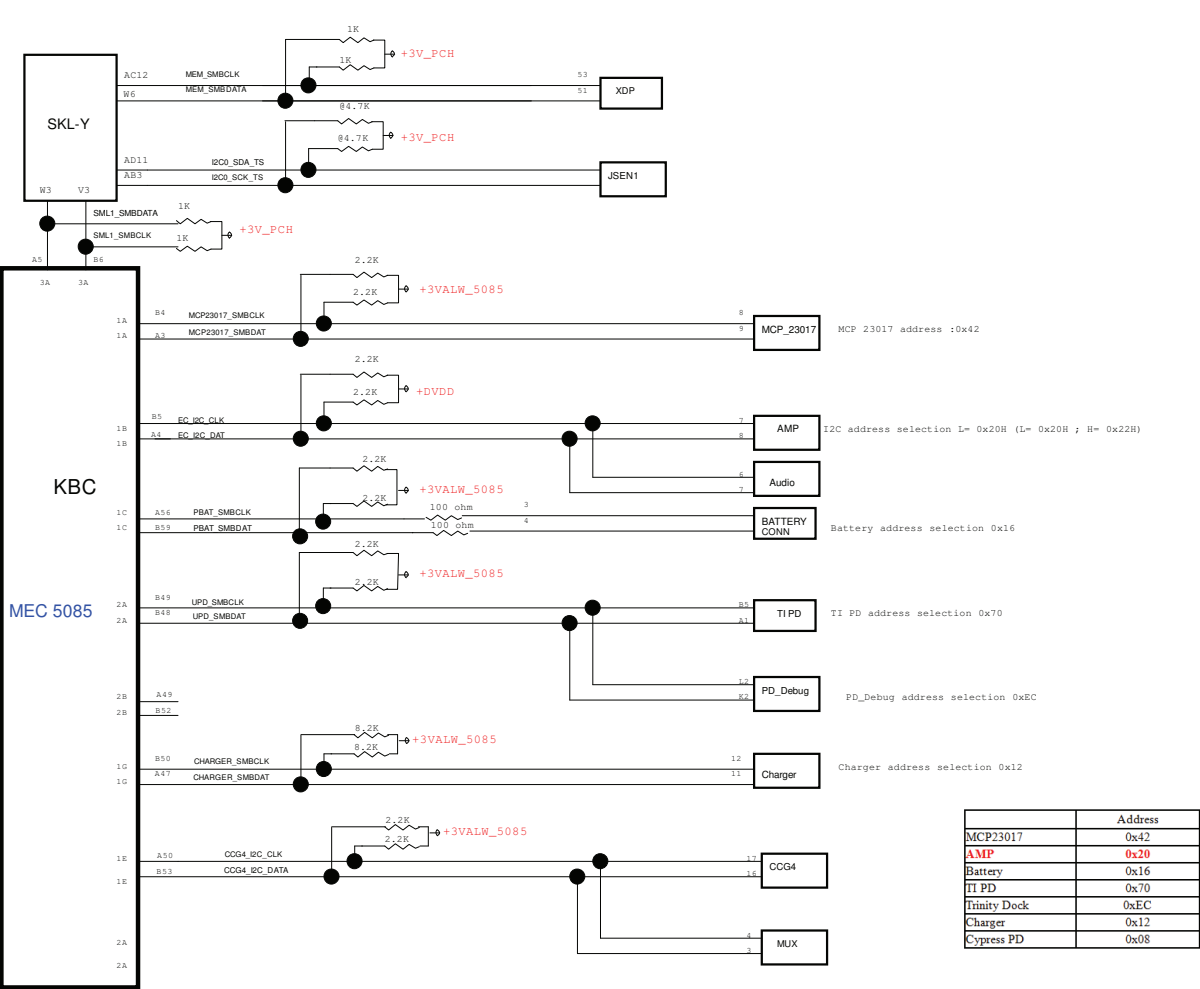 1K
+3V_PCH
1K
AC12 MEM_SMBCLK 53
W6 MEM_SMBDATA 51
XDP
@4.7K
SKL-Y
@4.7K
+3V_PCH
AD11 I2C0_SDA_TS
AB3 I2C0_SCK_TS
JSEN1
W3 V3
SML1_SMBDATA 1K
+3V_PCH
SML1_SMBCLK 1K
A5 B6
3A 3A
2.2K
+3VALW_5085
2.2K
1A B4 MCP23017_SMBCLK 8
1A A3 MCP23017_SMBDAT 9
MCP_23017 MCP 23017 address :0x42
2.2K
+DVDD
2.2K
1B B5 EC_I2C_CLK 7
1B A4 EC_I2C_DAT 8
AMP I2C address selection L= 0x20H (L= 0x20H ; H= 0x22H)
6
7
Audio
KBC
2.2K
+3VALW_5085
2.2K
1C A56 PBAT_SMBCLK 100 ohm 3
1C B59 PBAT_SMBDAT 100 ohm 4
BATTERY
CONN
Battery address selection 0x16
2.2K
+3VALW_5085
2.2K
MEC 5085
2A B49 UPD_SMBCLK B5
2A B48 UPD_SMBDAT A1
TI PD TI PD address selection 0x70
L2
K2
PD_Debug PD_Debug address selection 0xEC
2B A49
2B B52
8.2K
+3VALW_5085
8.2K
1G B50 CHARGER_SMBCLK 12
1G A47 CHARGER_SMBDAT 11
Charger Charger address selection 0x12
2.2K
+3VALW_5085
2.2K
1E A50 CCG4_I2C_CLK 17
1E B53 CCG4_I2C_DATA 16
CCG4
4
3
MUX
2A
2A
Address
MCP23017 0x42
AMP 0x20
Battery 0x16
TI PD 0x70
Trinity Dock 0xEC
Charger 0x12
Cypress PD 0x08